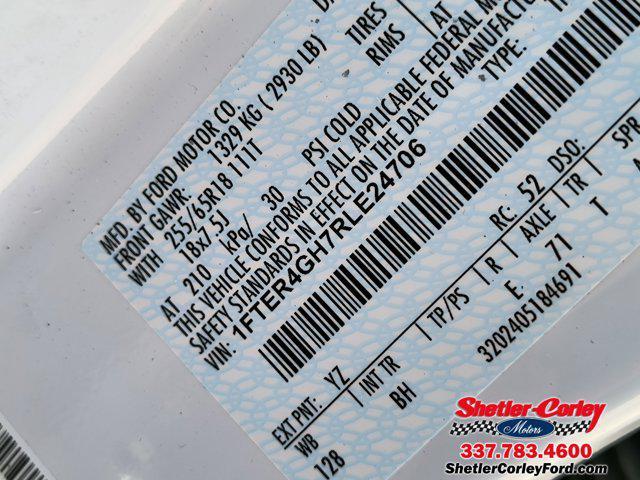 MFD. BY FORD MOTOR CO.
FRONT GAWR: 1329 KG ( 2930 LB)
WITH 255/65R18 111T TIRES
18x7.5J RIMS
AT 210 kPa/ 30 PSI COLD AT
THIS VEHICLE CONFORMS TO ALL APPLICABLE FEDERAL
SAFETY STANDARDS IN EFFECT ON THE DATE OF MANUFACTUR
VIN: 1FTER4GH7RLE24706 TYPE:
EXT PNT: YZ RC: 52 DSO:
WB INT TR TP/PS R AXLE TR SPR
128 BH E 71 T
3202405184691
Shetler-Corley
Motors
337.783.4600
ShetlerCorleyFord.com